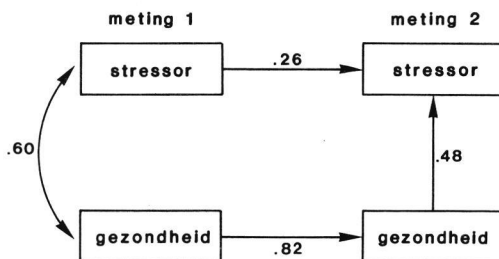 meting 1 meting 2
stressor .26 stressor
.60 .48
gezondheid .82 gezondheid